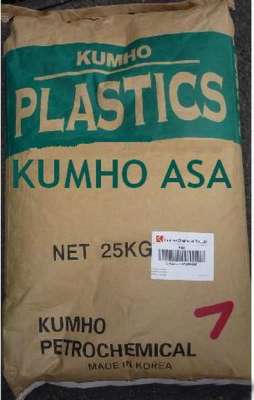 KUMHO
PLASTICS
KUMHO ASA
NET 25KG
KUMHO
PETROCHEMICAL
MADE IN KOREA